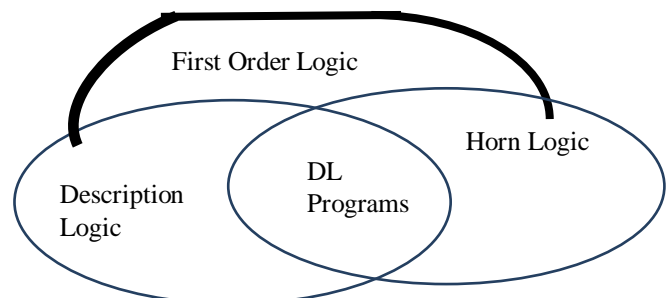 First Order Logic
Horn Logic
DL
Programs
Description
Logic